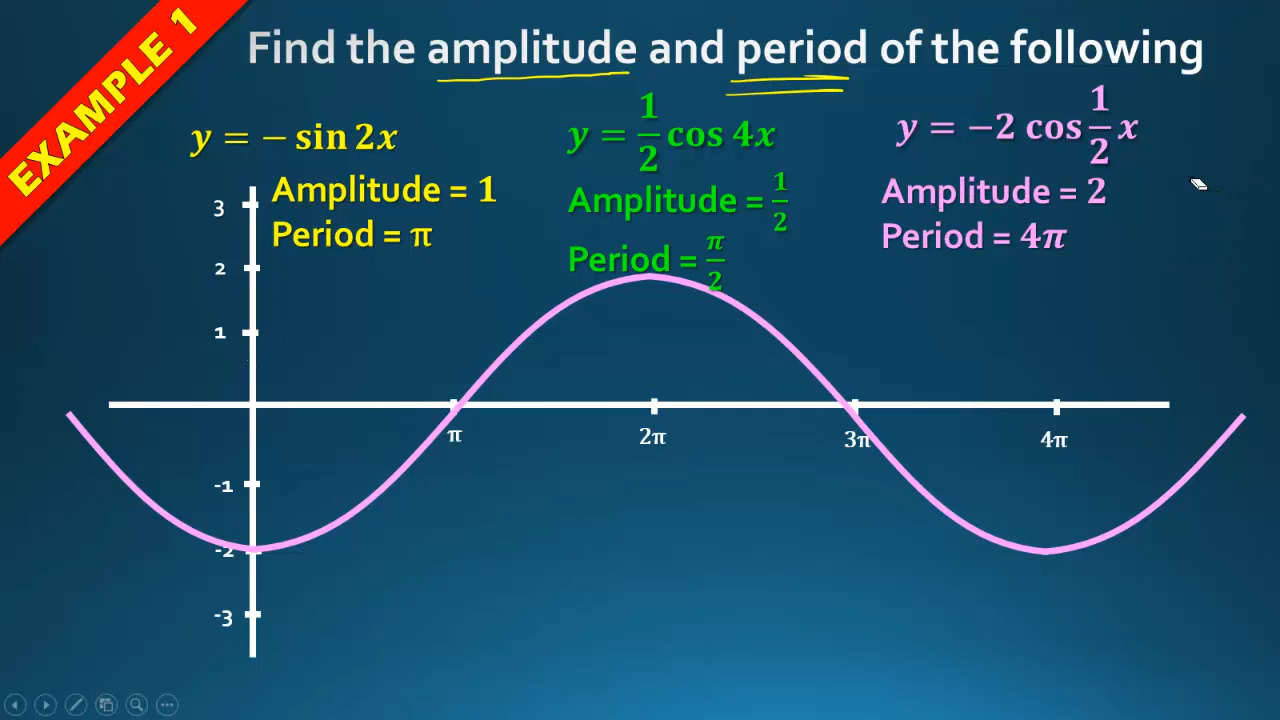 EXAMPLE 1
Find the amplitude and period of the following
y = − sin 2x
Amplitude = 1
Period = π
y = 1/2 cos 4x
Amplitude = 1/2
Period = π/2
y = −2 cos 1/2 x
Amplitude = 2
Period = 4π
3
2
1
-1
-2
-3
π
2π
3π
4π